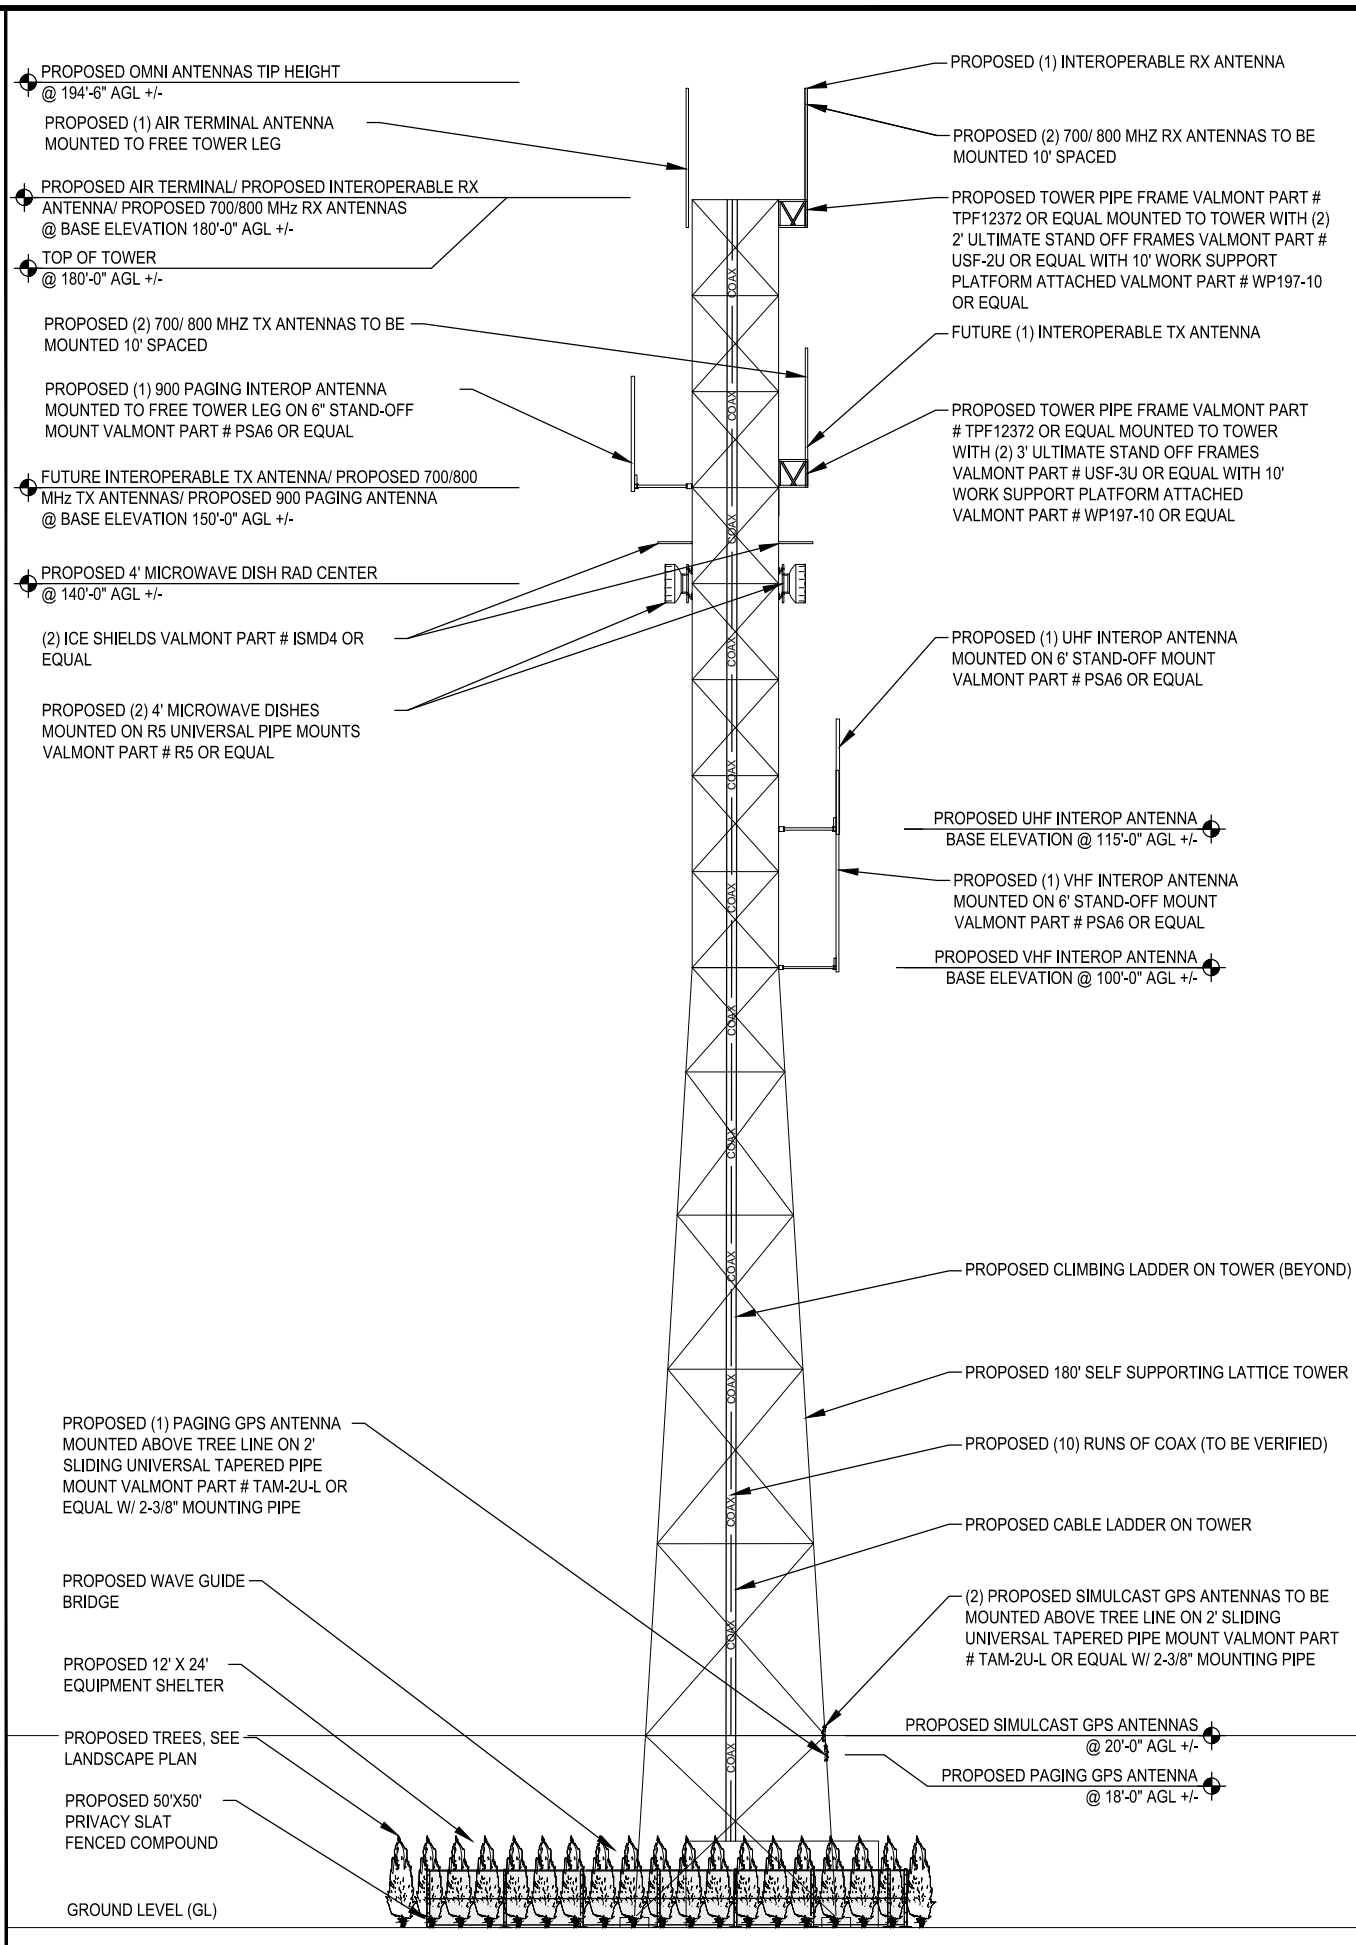 PROPOSED OMNI ANTENNAS TIP HEIGHT
@ 194'-6" AGL +/-
PROPOSED (1) AIR TERMINAL ANTENNA
MOUNTED TO FREE TOWER LEG
PROPOSED AIR TERMINAL/ PROPOSED INTEROPERABLE RX
ANTENNA/ PROPOSED 700/800 MHz RX ANTENNAS
@ BASE ELEVATION 180'-0" AGL +/-
TOP OF TOWER
@ 180'-0" AGL +/-
PROPOSED (2) 700/ 800 MHZ TX ANTENNAS TO BE
MOUNTED 10' SPACED
PROPOSED (1) 900 PAGING INTEROP ANTENNA
MOUNTED TO FREE TOWER LEG ON 6" STAND-OFF
MOUNT VALMONT PART # PSA6 OR EQUAL
FUTURE INTEROPERABLE TX ANTENNA/ PROPOSED 700/800
MHz TX ANTENNAS/ PROPOSED 900 PAGING ANTENNA
@ BASE ELEVATION 150'-0" AGL +/-
PROPOSED 4' MICROWAVE DISH RAD CENTER
@ 140'-0" AGL +/-
(2) ICE SHIELDS VALMONT PART # ISMD4 OR
EQUAL
PROPOSED (2) 4' MICROWAVE DISHES
MOUNTED ON R5 UNIVERSAL PIPE MOUNTS
VALMONT PART # R5 OR EQUAL
PROPOSED (1) PAGING GPS ANTENNA
MOUNTED ABOVE TREE LINE ON 2'
SLIDING UNIVERSAL TAPERED PIPE
MOUNT VALMONT PART # TAM-2U-L OR
EQUAL W/ 2-3/8" MOUNTING PIPE
PROPOSED WAVE GUIDE
BRIDGE
PROPOSED 12' X 24'
EQUIPMENT SHELTER
PROPOSED TREES, SEE
LANDSCAPE PLAN
PROPOSED 50'X50'
PRIVACY SLAT
FENCED COMPOUND
GROUND LEVEL (GL)
COAX
COAX
COAX
COAX
COAX
COAX
COAX
COAX
COAX
COAX
COAX
COAX
COAX
PROPOSED (1) INTEROPERABLE RX ANTENNA
PROPOSED (2) 700/ 800 MHZ RX ANTENNAS TO BE
MOUNTED 10' SPACED
PROPOSED TOWER PIPE FRAME VALMONT PART #
TPF12372 OR EQUAL MOUNTED TO TOWER WITH (2)
2' ULTIMATE STAND OFF FRAMES VALMONT PART #
USF-2U OR EQUAL WITH 10' WORK SUPPORT
PLATFORM ATTACHED VALMONT PART # WP197-10
OR EQUAL
FUTURE (1) INTEROPERABLE TX ANTENNA
PROPOSED TOWER PIPE FRAME VALMONT PART
# TPF12372 OR EQUAL MOUNTED TO TOWER
WITH (2) 3' ULTIMATE STAND OFF FRAMES
VALMONT PART # USF-3U OR EQUAL WITH 10'
WORK SUPPORT PLATFORM ATTACHED
VALMONT PART # WP197-10 OR EQUAL
PROPOSED (1) UHF INTEROP ANTENNA
MOUNTED ON 6' STAND-OFF MOUNT
VALMONT PART # PSA6 OR EQUAL
PROPOSED UHF INTEROP ANTENNA
BASE ELEVATION @ 115'-0" AGL +/-
PROPOSED (1) VHF INTEROP ANTENNA
MOUNTED ON 6' STAND-OFF MOUNT
VALMONT PART # PSA6 OR EQUAL
PROPOSED VHF INTEROP ANTENNA
BASE ELEVATION @ 100'-0" AGL +/-
PROPOSED CLIMBING LADDER ON TOWER (BEYOND)
PROPOSED 180' SELF SUPPORTING LATTICE TOWER
PROPOSED (10) RUNS OF COAX (TO BE VERIFIED)
PROPOSED CABLE LADDER ON TOWER
(2) PROPOSED SIMULCAST GPS ANTENNAS TO BE
MOUNTED ABOVE TREE LINE ON 2' SLIDING
UNIVERSAL TAPERED PIPE MOUNT VALMONT PART
# TAM-2U-L OR EQUAL W/ 2-3/8" MOUNTING PIPE
PROPOSED SIMULCAST GPS ANTENNAS
@ 20'-0" AGL +/-
PROPOSED PAGING GPS ANTENNA
@ 18'-0" AGL +/-